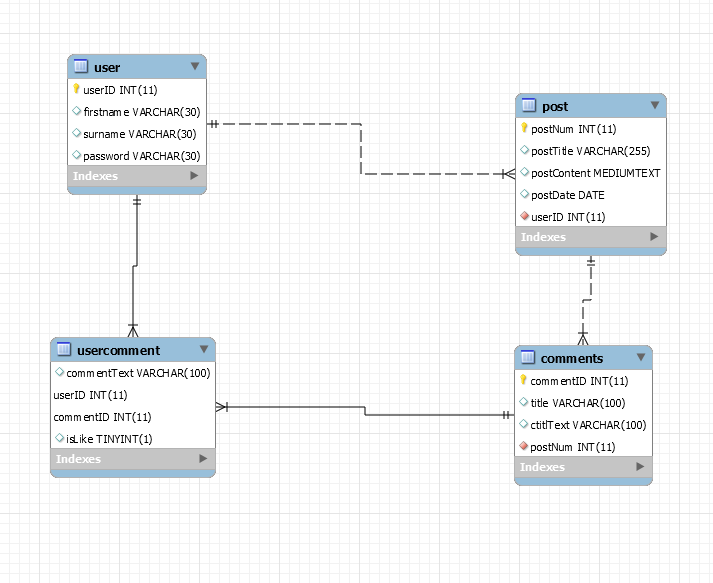 user
userID INT(11)
firstname VARCHAR(30)
surname VARCHAR(30)
password VARCHAR(30)
Indexes
post
postNum INT(11)
postTitle VARCHAR(255)
postContent MEDIUMTEXT
postDate DATE
userID INT(11)
Indexes
usercomment
commentText VARCHAR(100)
userID INT(11)
commentID INT(11)
isLike TINYINT(1)
Indexes
comments
commentID INT(11)
title VARCHAR(100)
ctitlText VARCHAR(100)
postNum INT(11)
Indexes